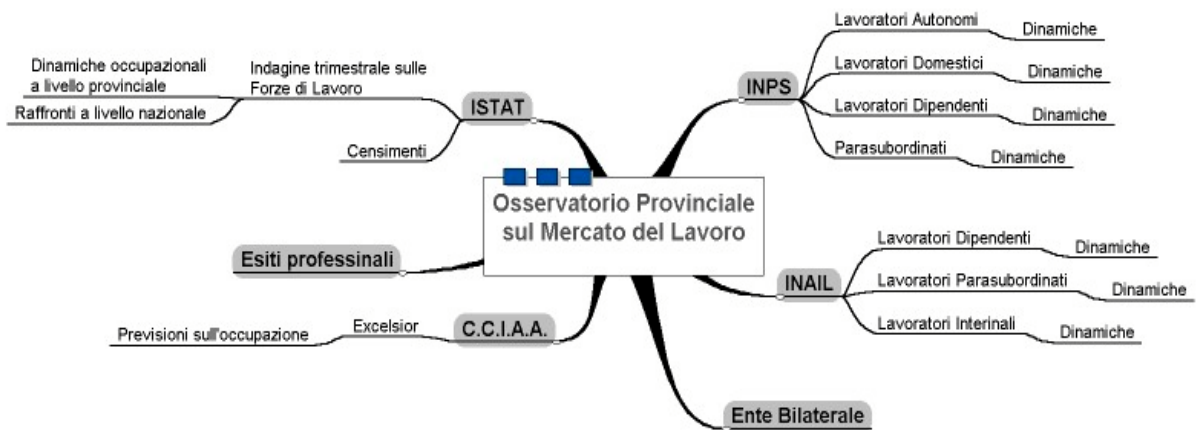 Osservatorio Provinciale
sul Mercato del Lavoro
ISTAT
Indagine trimestrale sulle
Forze di Lavoro
Dinamiche occupazionali
a livello provinciale
Raffronti a livello nazionale
Censimenti
Esiti professinali
C.C.I.A.A.
Excelsior
Previsioni sull'occupazione
INPS
Lavoratori Autonomi
Dinamiche
Lavoratori Domestici
Dinamiche
Lavoratori Dipendenti
Dinamiche
Parasubordinati
Dinamiche
INAIL
Lavoratori Dipendenti
Dinamiche
Lavoratori Parasubordinati
Dinamiche
Lavoratori Interinali
Dinamiche
Ente Bilaterale